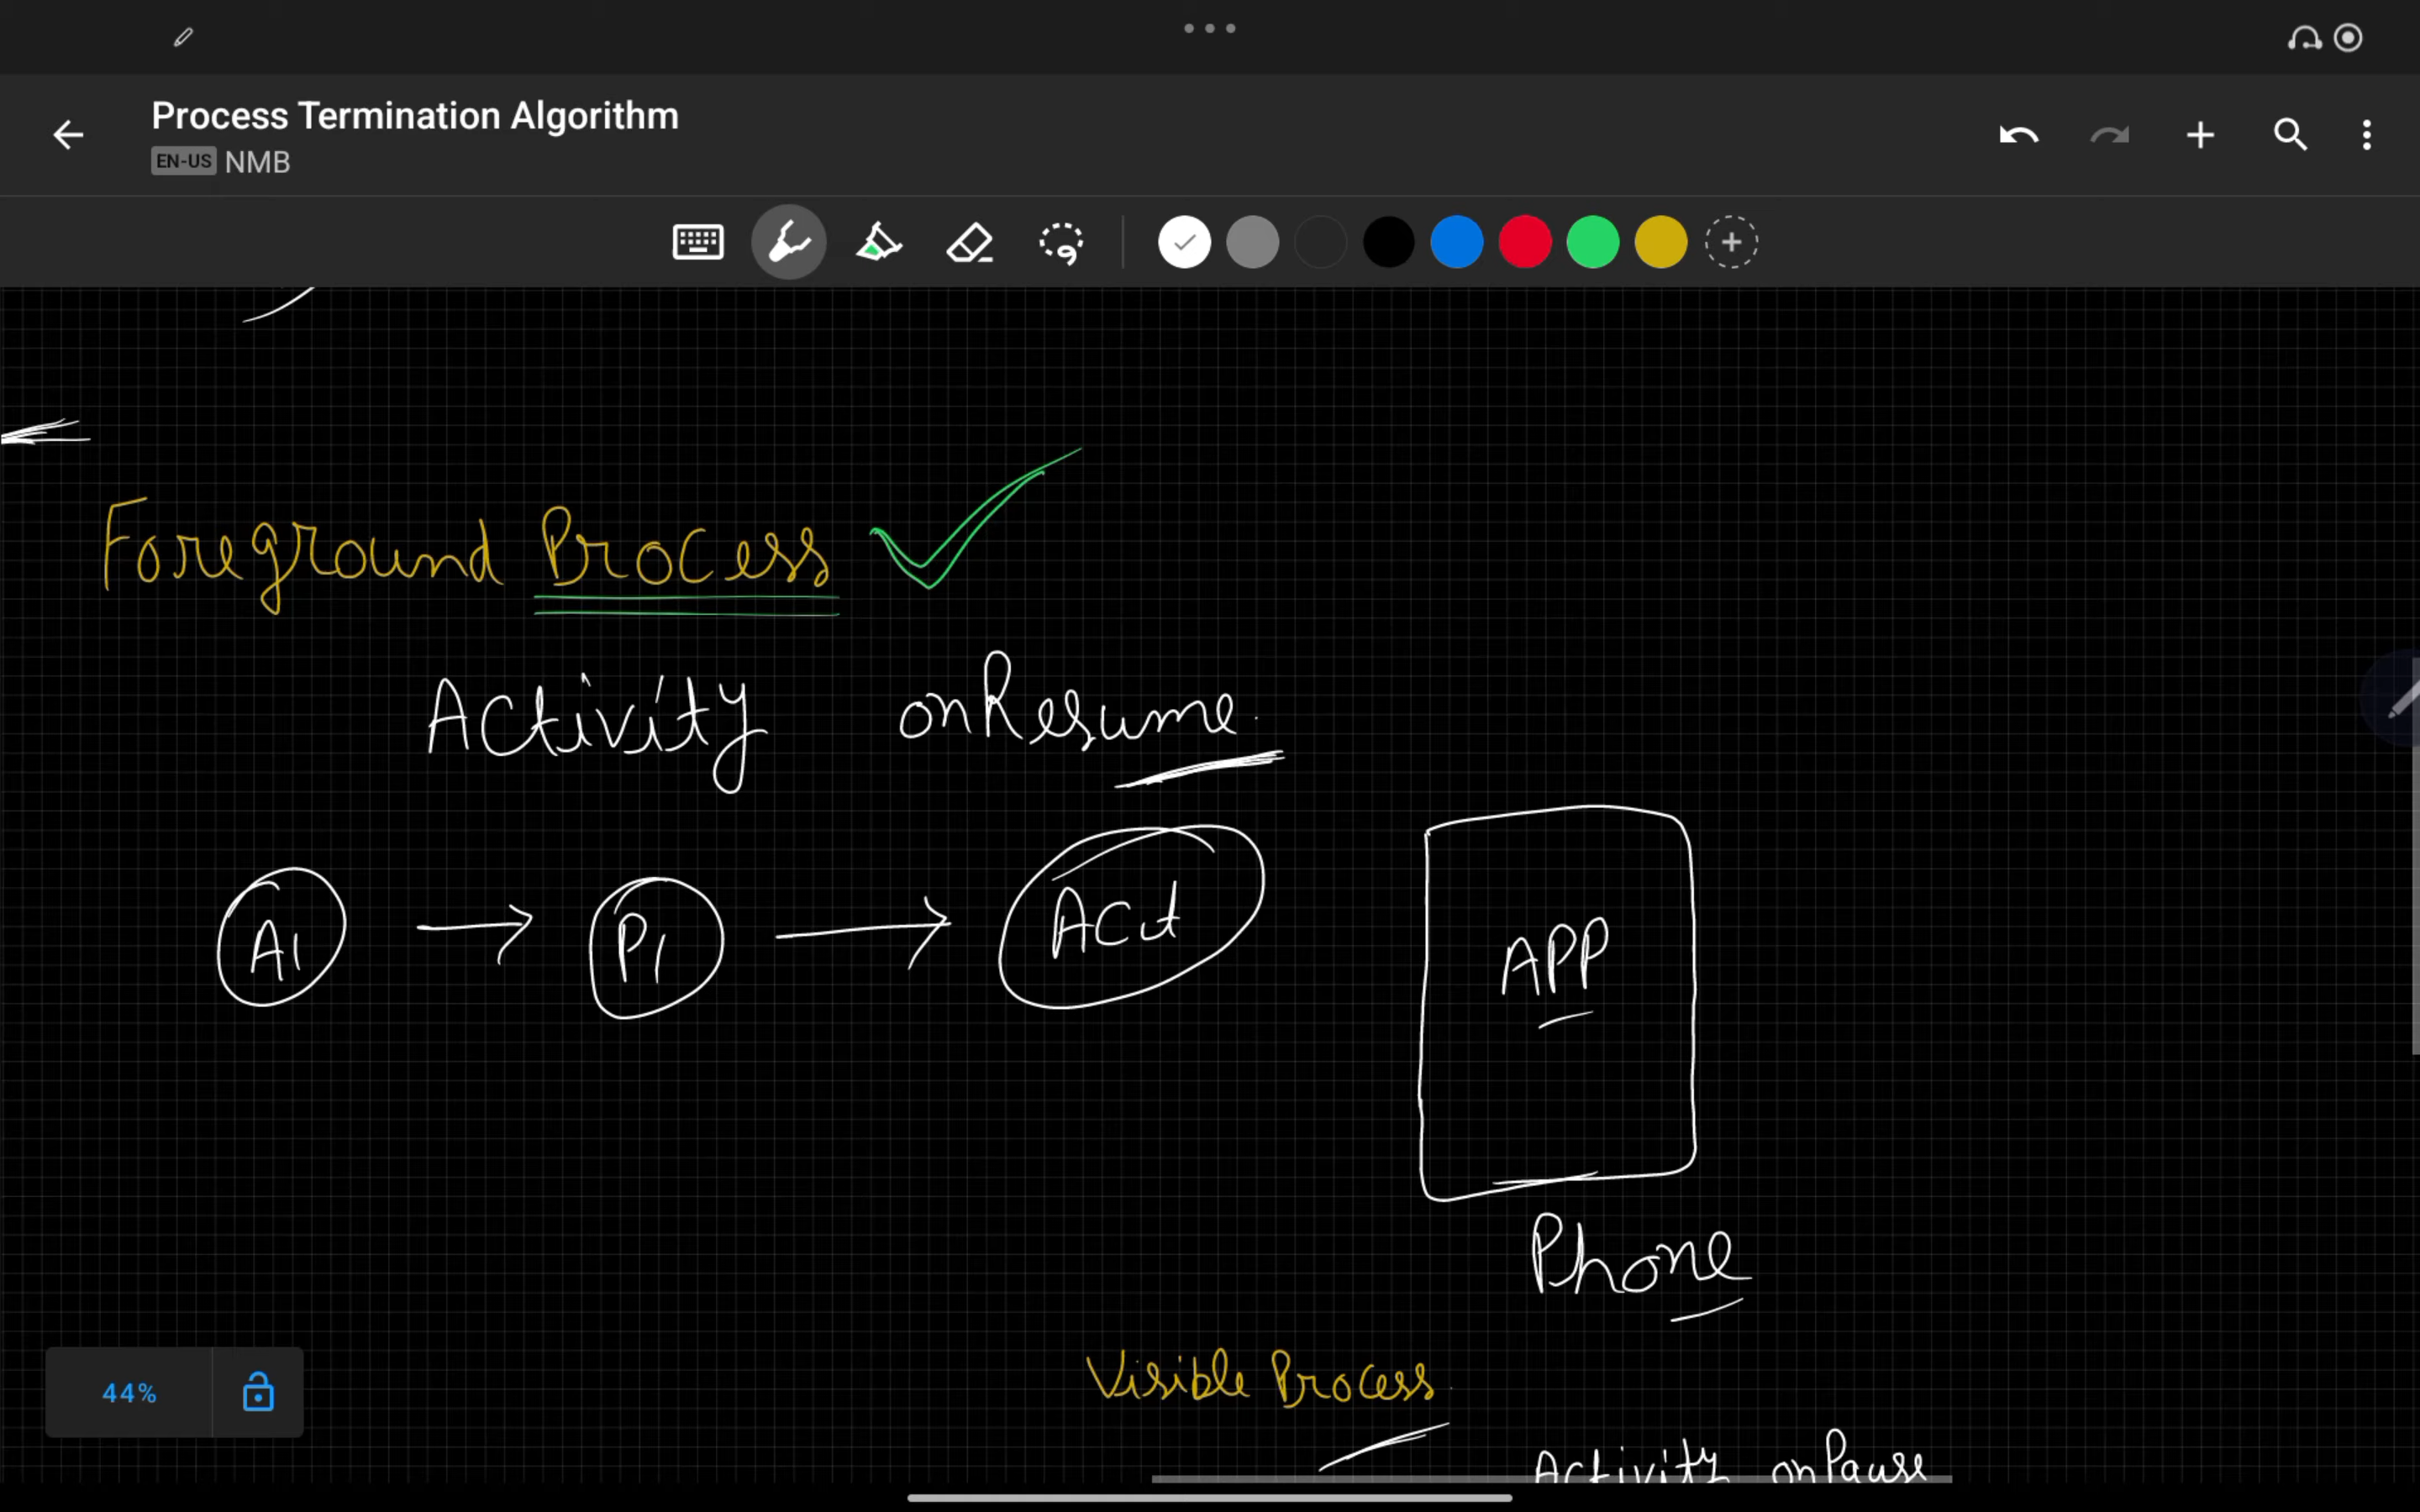 Process Termination Algorithm
EN-US NMB
Foreground Process
Activity onResume.
A1 P1 Act APP
Phone
Visible Process.
Activity onPause
44%